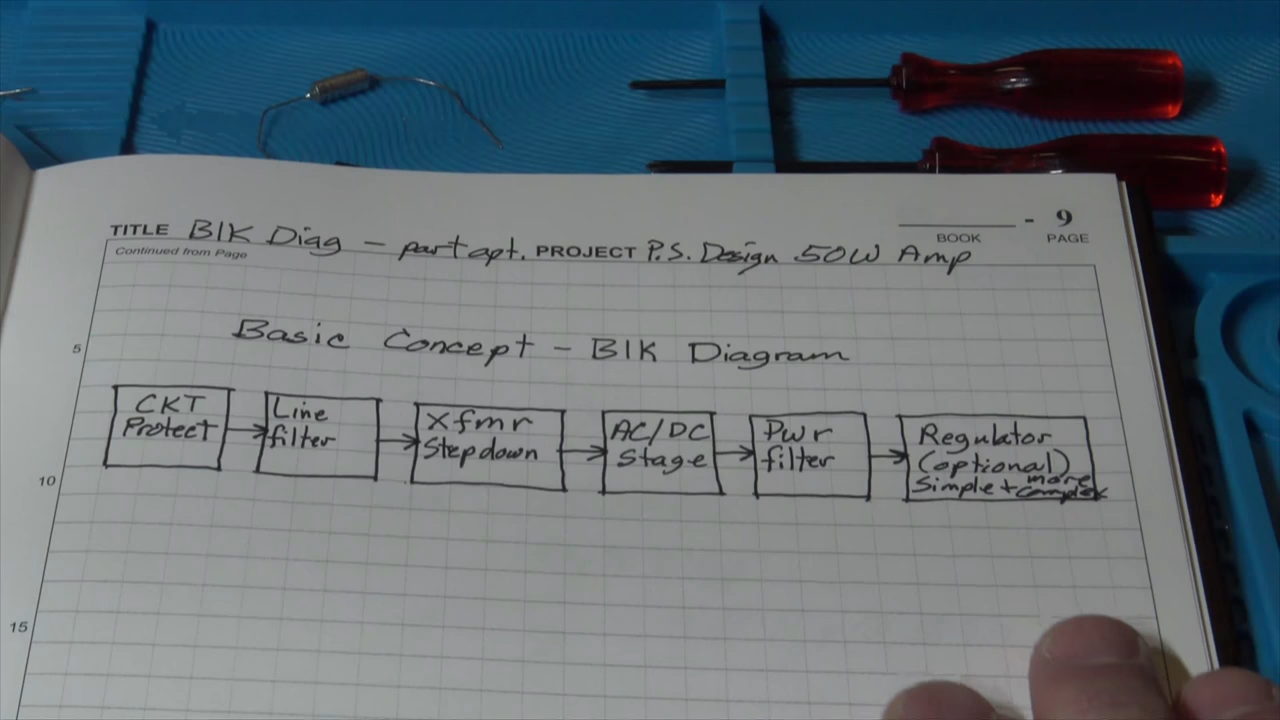 TITLE Blk Diag - part apt. PROJECT P.S. Design 50W Amp
BOOK - 9 PAGE
Continued from Page
5
Basic Concept - Blk Diagram
CKT
Protect
Line
filter
Xfmr
Stepdown
AC/DC
Stage
Pwr
filter
Regulator
(optional)
Simple + more
complex
10
15